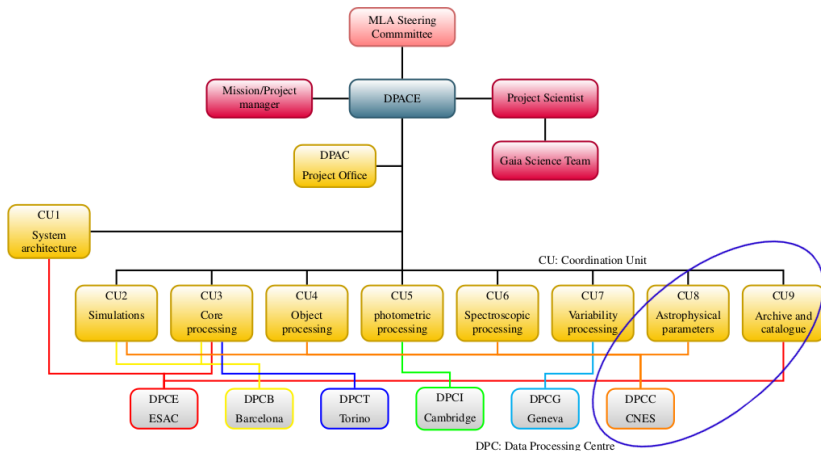 MLA Steering
Commmittee
Mission/Project
manager
DPACE
Project Scientist
DPAC
Project Office
Gaia Science Team
CU1
System
architecture
CU: Coordination Unit
CU2
Simulations
CU3
Core
processing
CU4
Object
processing
CU5
photometric
processing
CU6
Spectroscopic
processing
CU7
Variability
processing
CU8
Astrophysical
parameters
CU9
Archive and
catalogue
DPCE
ESAC
DPCB
Barcelona
DPCT
Torino
DPCI
Cambridge
DPCG
Geneva
DPCC
CNES
DPC: Data Processing Centre